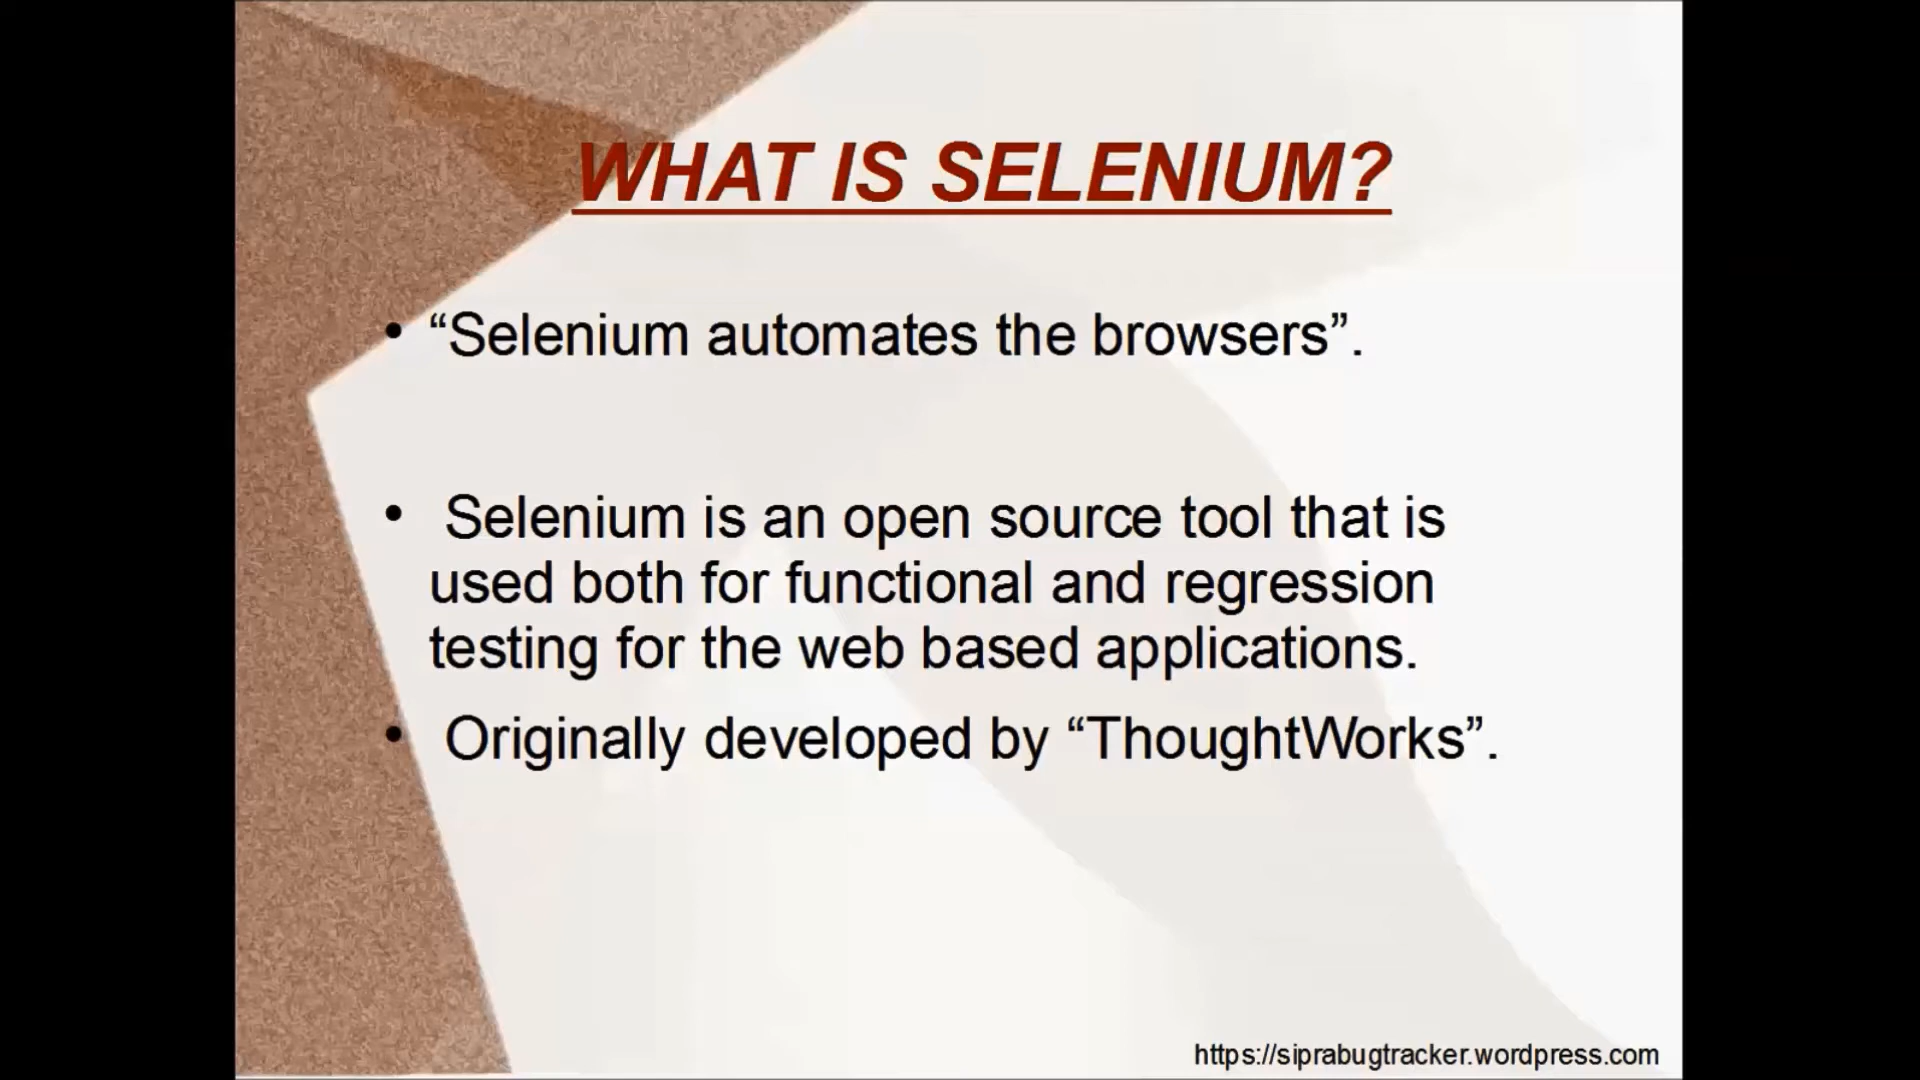 WHAT IS SELENIUM?
• “Selenium automates the browsers”.
• Selenium is an open source tool that is
used both for functional and regression
testing for the web based applications.
• Originally developed by “ThoughtWorks”.
https://siprabugtracker.wordpress.com